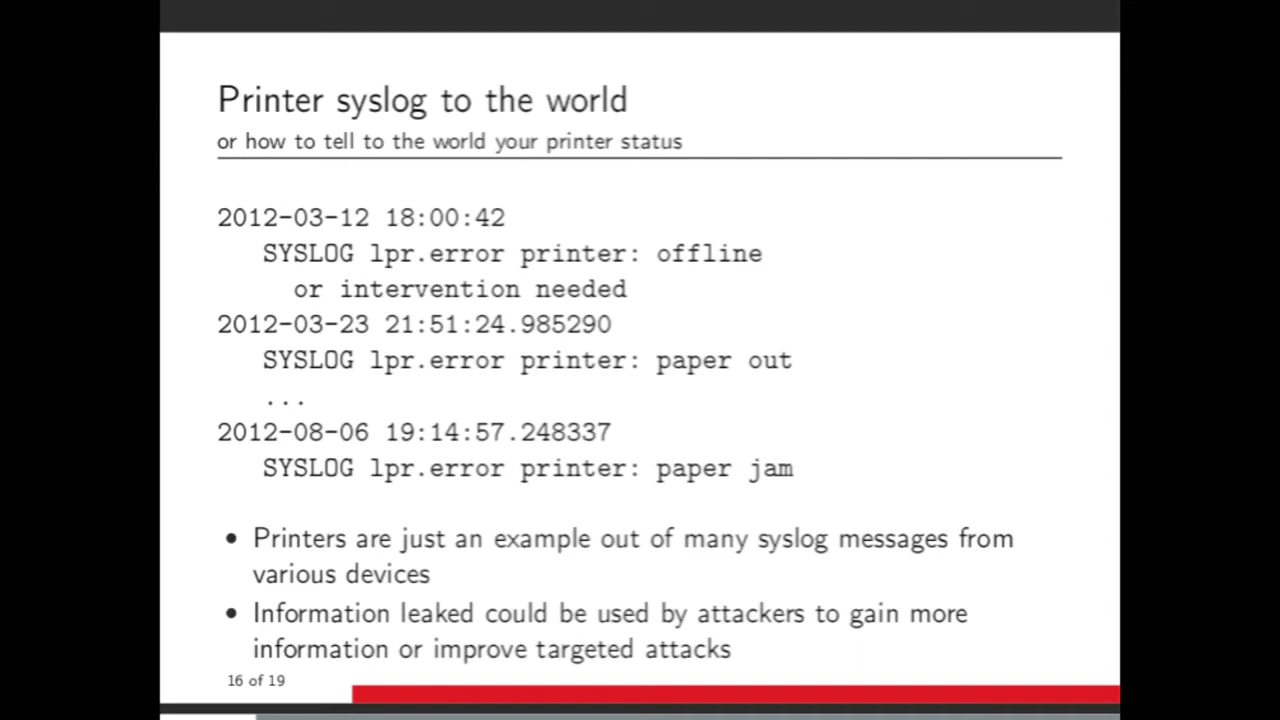 Printer syslog to the world
or how to tell to the world your printer status
2012-03-12 18:00:42
SYSLOG lpr.error printer: offline
or intervention needed
2012-03-23 21:51:24.985290
SYSLOG lpr.error printer: paper out
...
2012-08-06 19:14:57.248337
SYSLOG lpr.error printer: paper jam
• Printers are just an example out of many syslog messages from
various devices
• Information leaked could be used by attackers to gain more
information or improve targeted attacks
16 of 19